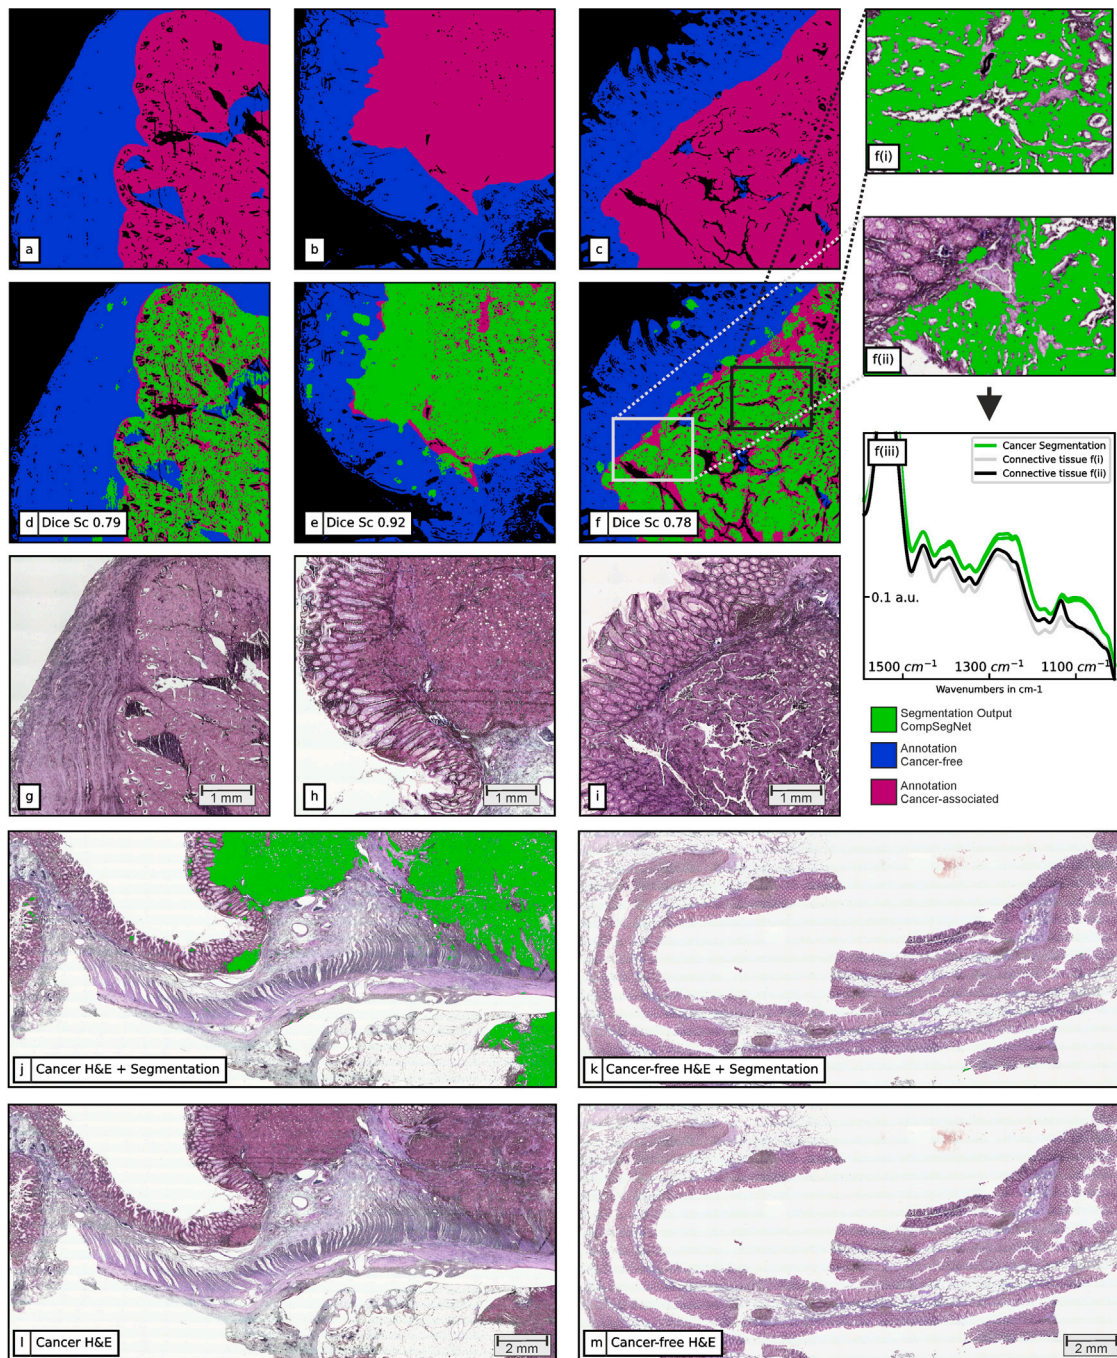 a
b
c
f(i)
f(ii)
d Dice Sc 0.79
e Dice Sc 0.92
f Dice Sc 0.78
f(iii)
Cancer Segmentation
Connective tissue f(i)
Connective tissue f(ii)
0.1 a.u.
1500 cm⁻¹ 1300 cm⁻¹ 1100 cm⁻¹
Wavenumbers in cm-1
Segmentation Output
CompSegNet
Annotation
Cancer-free
Annotation
Cancer-associated
g
1 mm
h
1 mm
i
1 mm
j Cancer H&E + Segmentation
k Cancer-free H&E + Segmentation
l Cancer H&E
2 mm
m Cancer-free H&E
2 mm